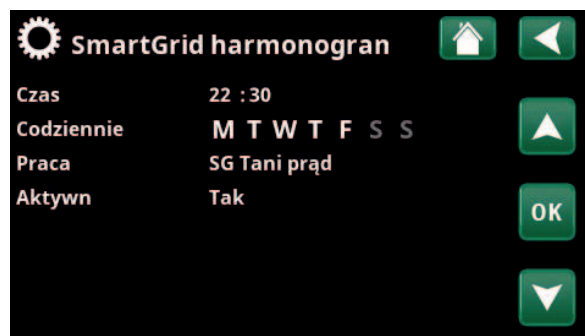 SmartGrid harmonogran
Czas 22 :30
Codziennie M T W T F S S
Praca SG Tani prąd
Aktywn Tak
OK